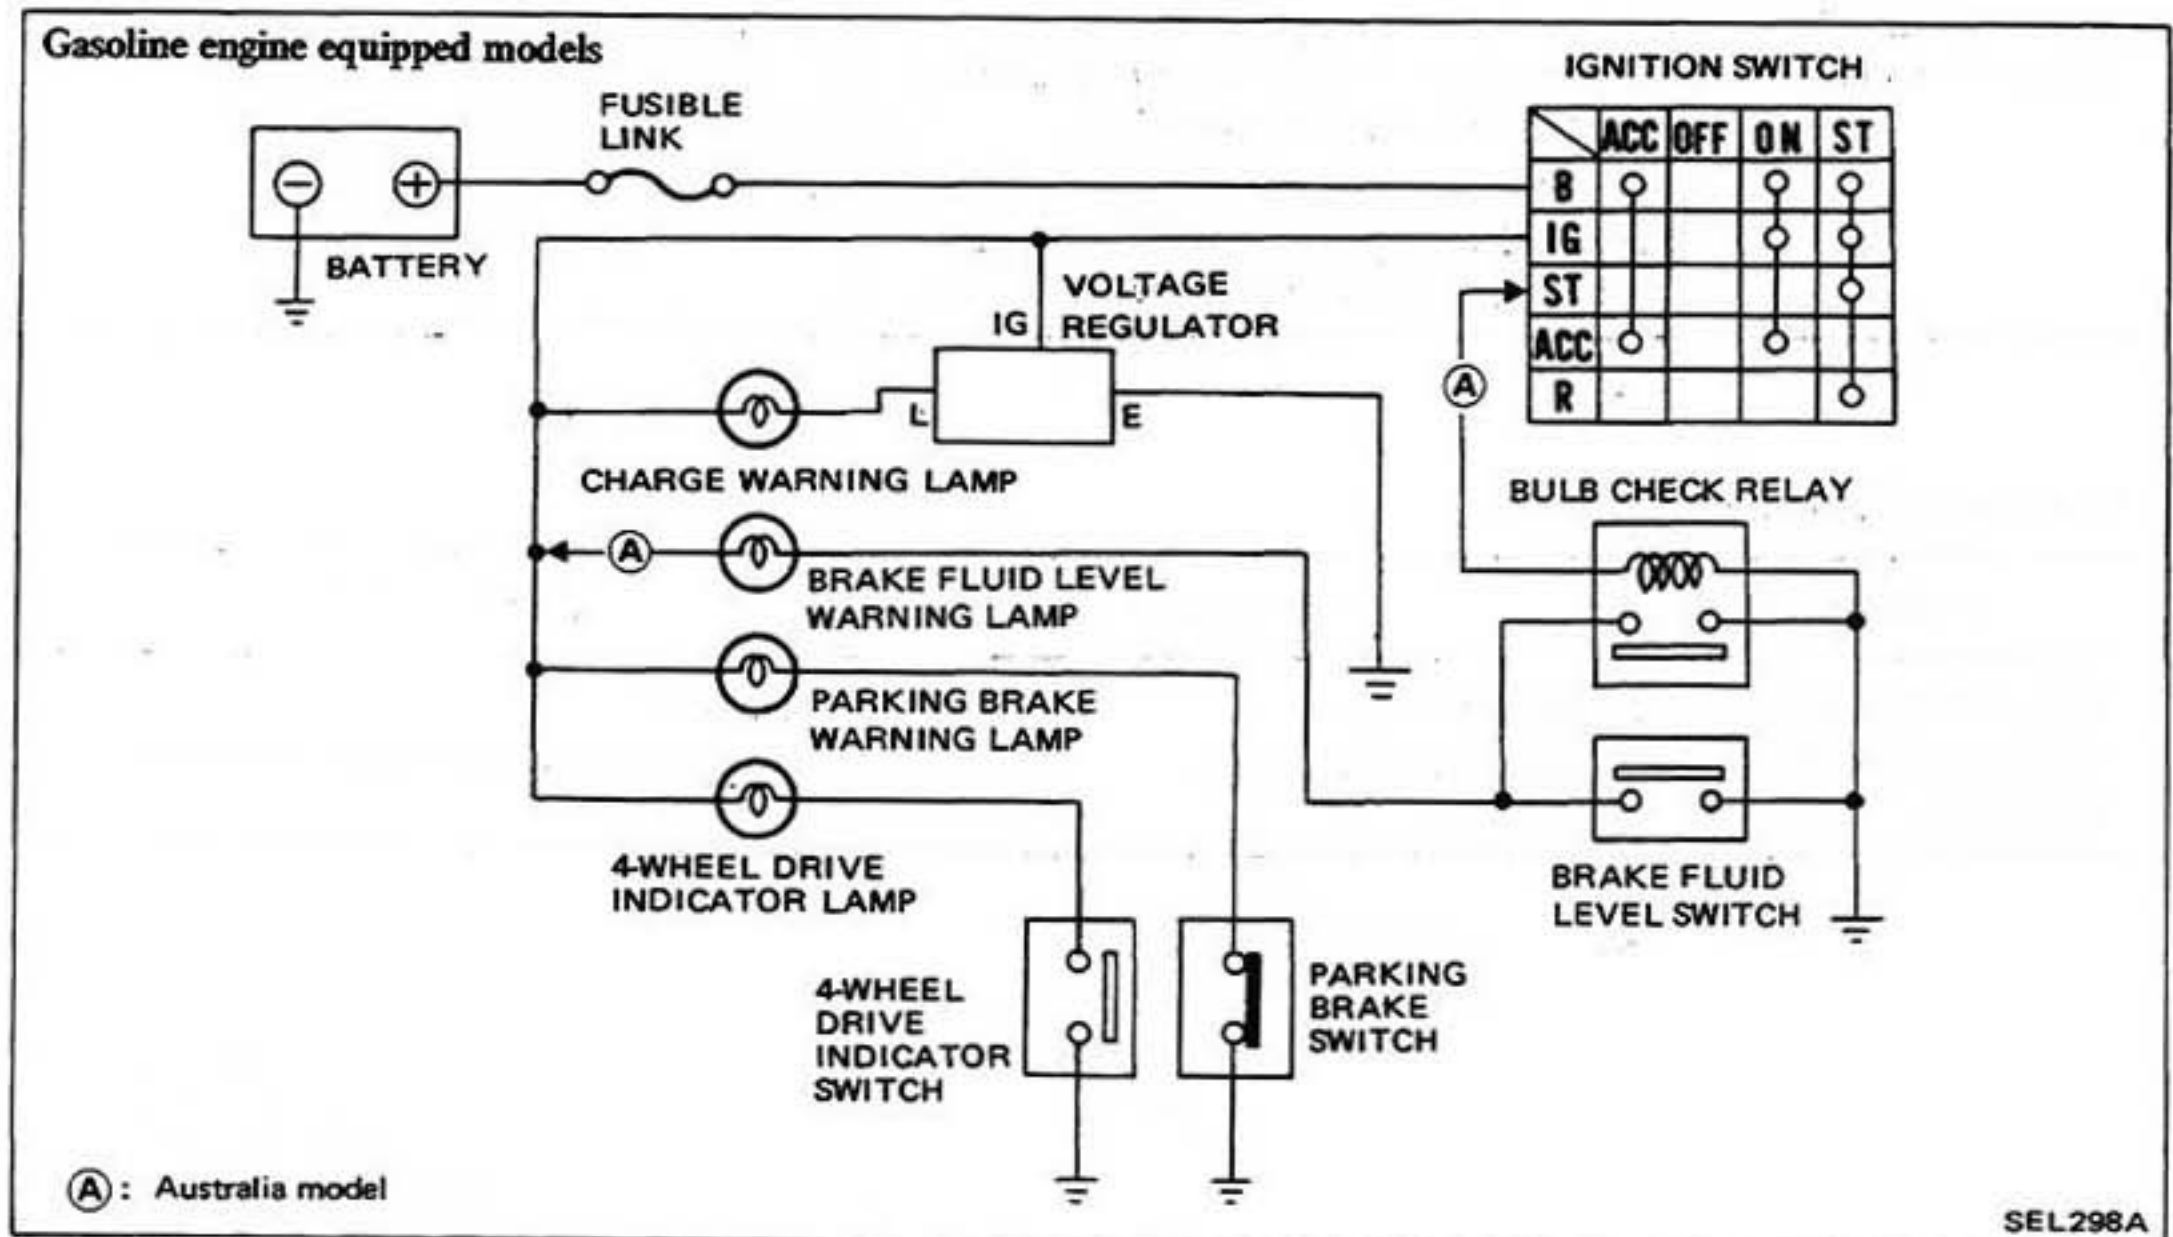 Gasoline engine equipped models
IGNITION SWITCH
FUSIBLE
LINK
ACC OFF ON ST
B
IG
ST
ACC
R
BATTERY
VOLTAGE
REGULATOR
IG
L
E
A
CHARGE WARNING LAMP
BULB CHECK RELAY
A
BRAKE FLUID LEVEL
WARNING LAMP
PARKING BRAKE
WARNING LAMP
4-WHEEL DRIVE
INDICATOR LAMP
BRAKE FLUID
LEVEL SWITCH
4-WHEEL
DRIVE
INDICATOR
SWITCH
PARKING
BRAKE
SWITCH
A : Australia model
SEL298A